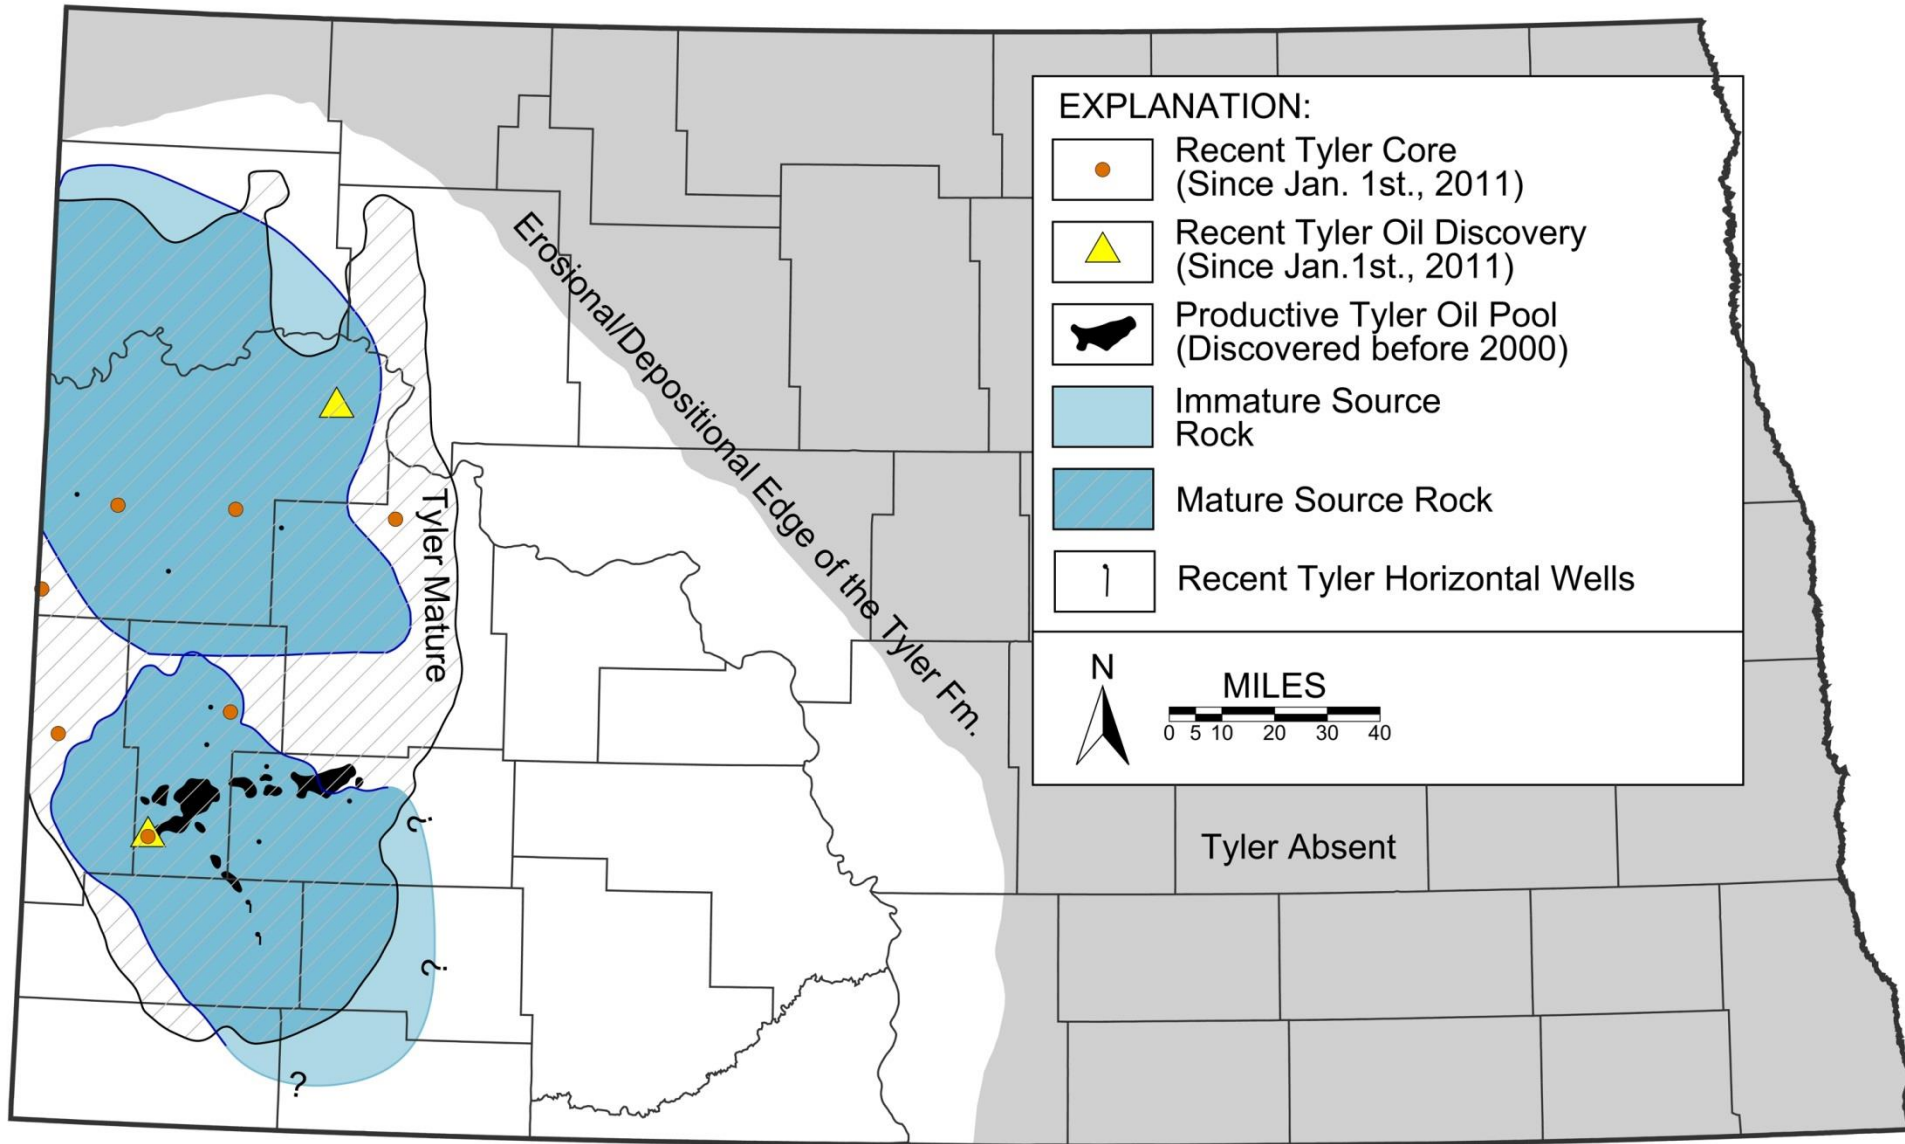 EXPLANATION:
Recent Tyler Core
(Since Jan. 1st., 2011)
Recent Tyler Oil Discovery
(Since Jan.1st., 2011)
Productive Tyler Oil Pool
(Discovered before 2000)
Immature Source
Rock
Mature Source Rock
Recent Tyler Horizontal Wells
N
MILES
0 5 10 20 30 40
Erosional/Depositional Edge of the Tyler Fm.
Tyler Mature
Tyler Absent
?
?
?